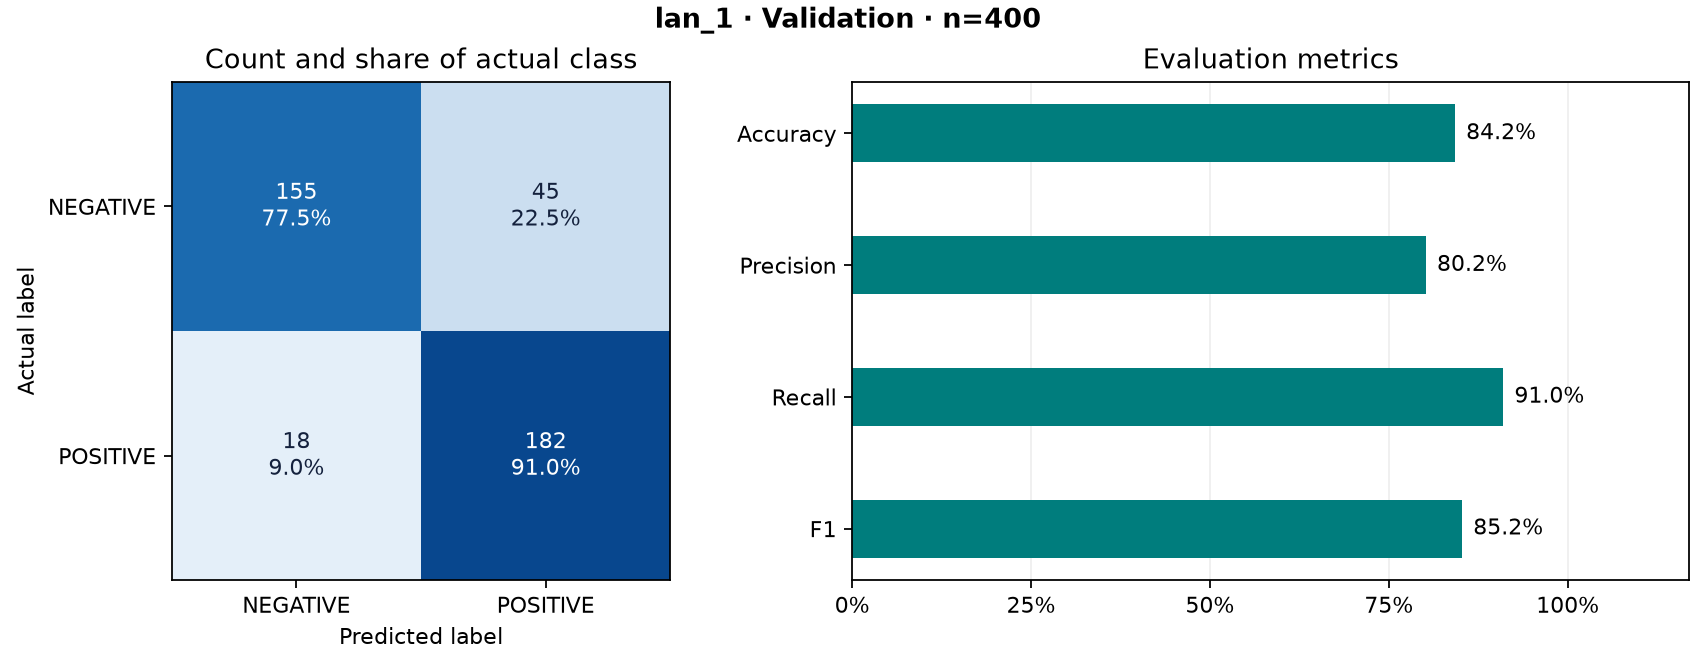 lan_1 · Validation · n=400
Count and share of actual class
Actual label
NEGATIVE
POSITIVE
155
77.5%
45
22.5%
18
9.0%
182
91.0%
NEGATIVE
POSITIVE
Predicted label
Evaluation metrics
Accuracy
84.2%
Precision
80.2%
Recall
91.0%
F1
85.2%
0%
25%
50%
75%
100%